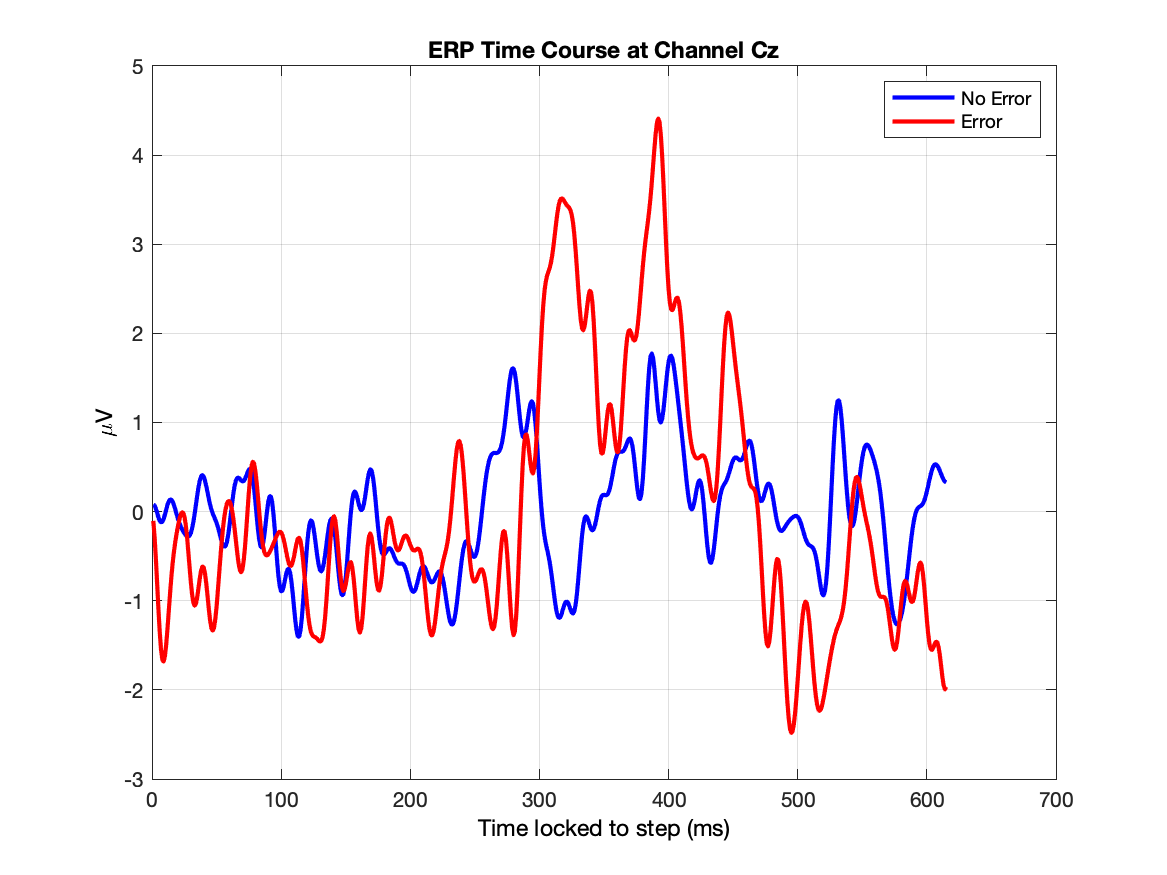 ERP Time Course at Channel Cz
No Error
Error
μV
5
4
3
2
1
0
-1
-2
-3
0 100 200 300 400 500 600 700
Time locked to step (ms)